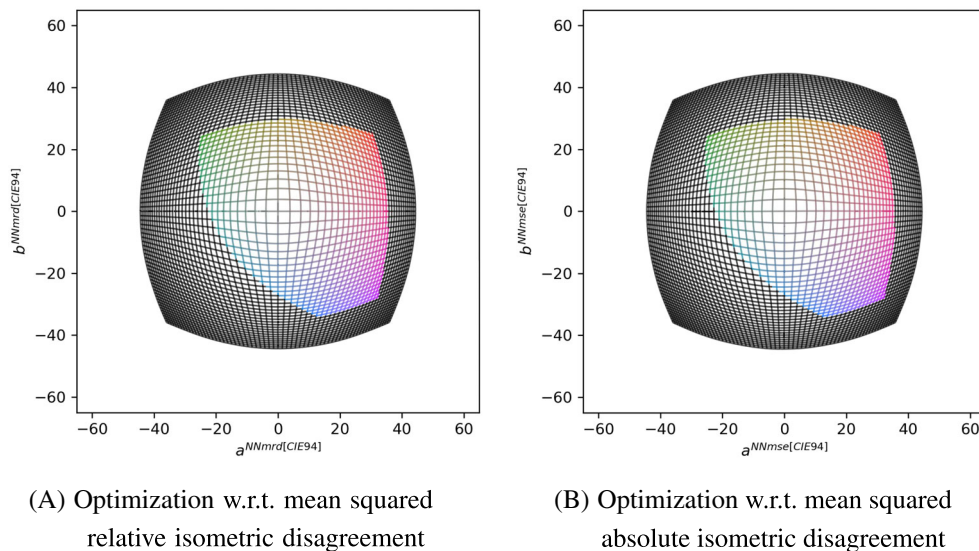 60
40
20
0
−20
−40
−60
b^NNmrd[CIE94]
−60 −40 −20 0 20 40 60
a^NNmrd[CIE94]
60
40
20
0
−20
−40
−60
b^NNmse[CIE94]
−60 −40 −20 0 20 40 60
a^NNmse[CIE94]
(A) Optimization w.r.t. mean squared
relative isometric disagreement
(B) Optimization w.r.t. mean squared
absolute isometric disagreement